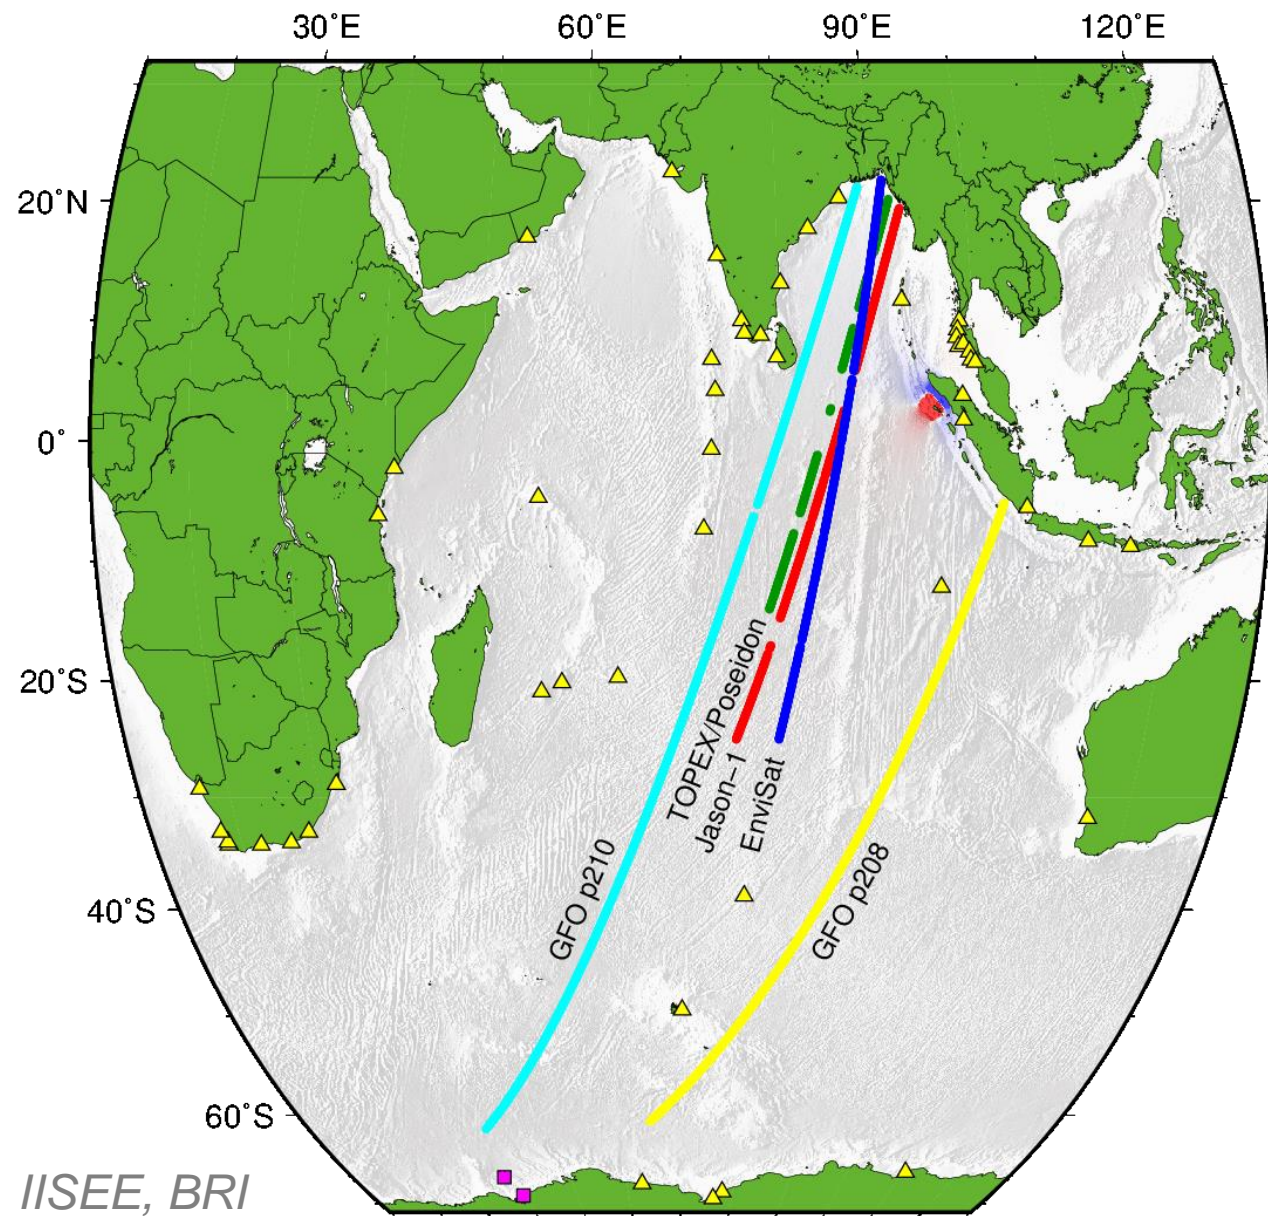 30˚E 60˚E 90˚E 120˚E
20˚N
0˚
20˚S
40˚S
60˚S
TOPEX/Poseidon
Jason−1
EnviSat
GFO p210
GFO p208
IISEE, BRI